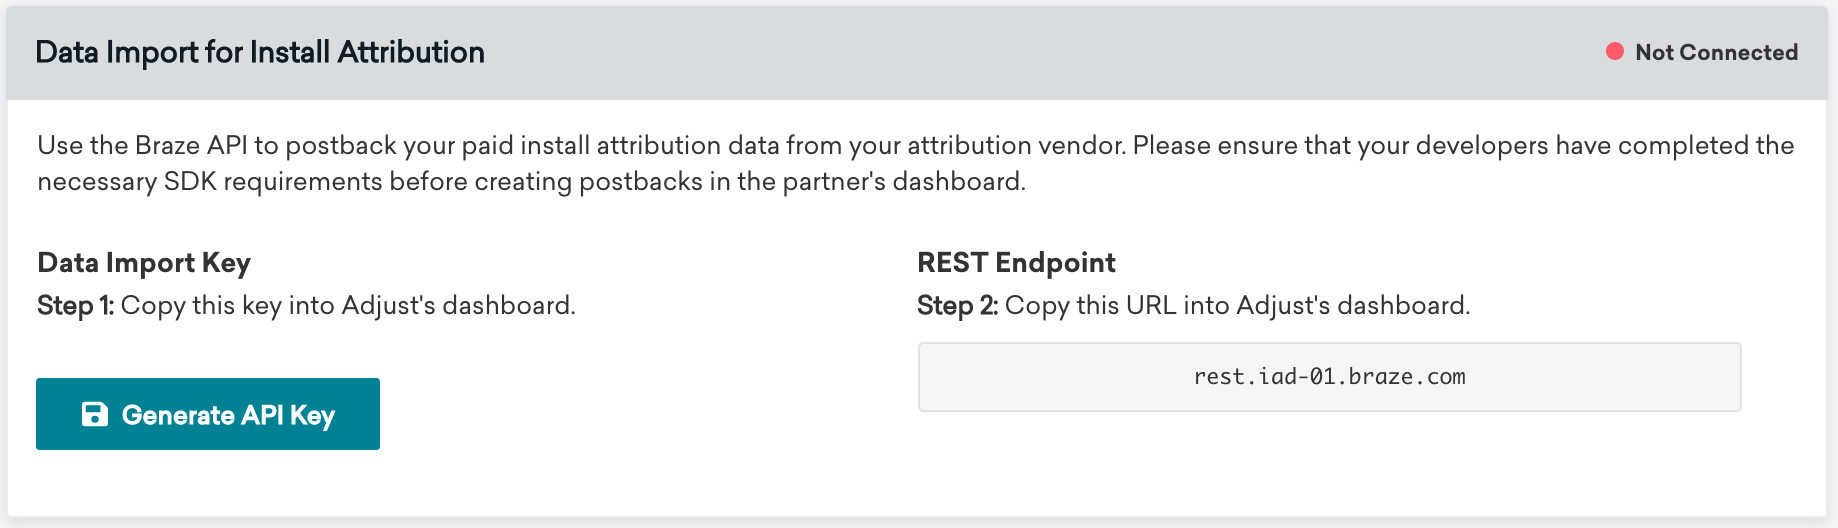 Data Import for Install Attribution
Not Connected
Use the Braze API to postback your paid install attribution data from your attribution vendor. Please ensure that your developers have completed the
necessary SDK requirements before creating postbacks in the partner's dashboard.
Data Import Key
Step 1: Copy this key into Adjust's dashboard.
Generate API Key
REST Endpoint
Step 2: Copy this URL into Adjust's dashboard.
rest.iad-01.braze.com